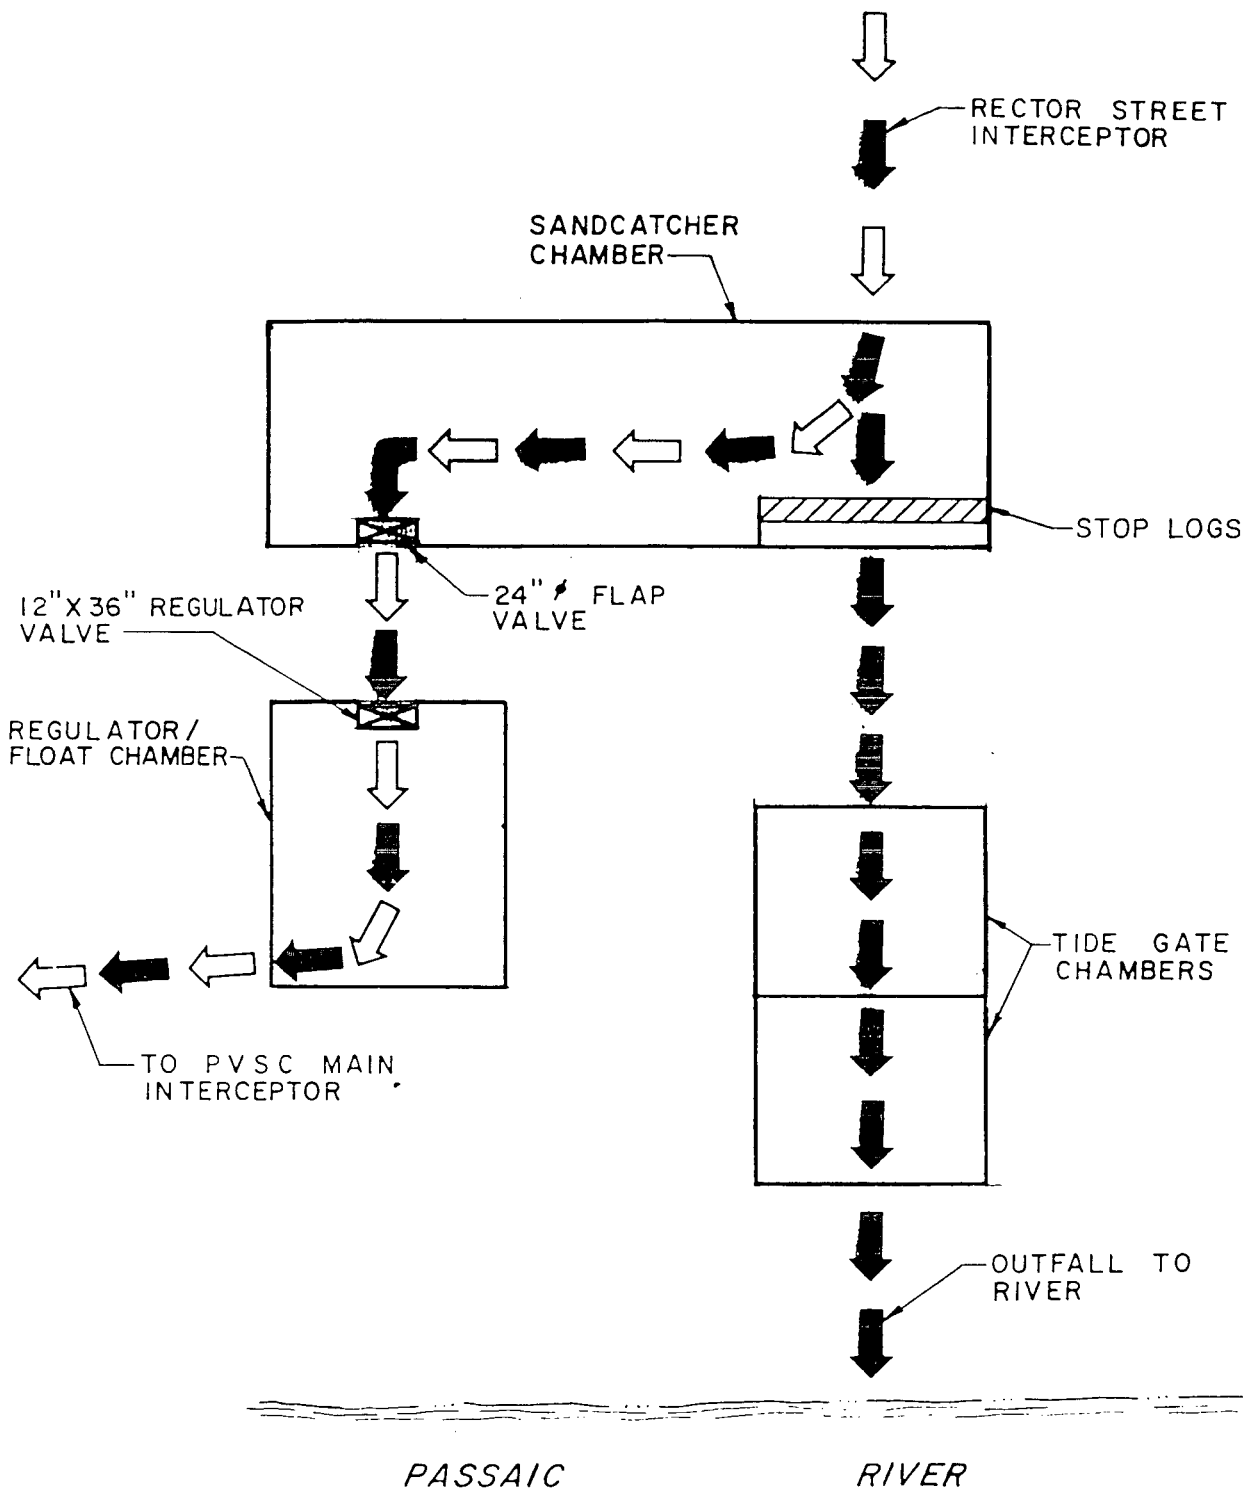 RECTOR STREET
INTERCEPTOR
SANDCATCHER
CHAMBER
STOP LOGS
24" ϕ FLAP
VALVE
12"X36" REGULATOR
VALVE
REGULATOR/
FLOAT CHAMBER
TIDE GATE
CHAMBERS
TO PVSC MAIN
INTERCEPTOR
OUTFALL TO
RIVER
PASSAIC RIVER